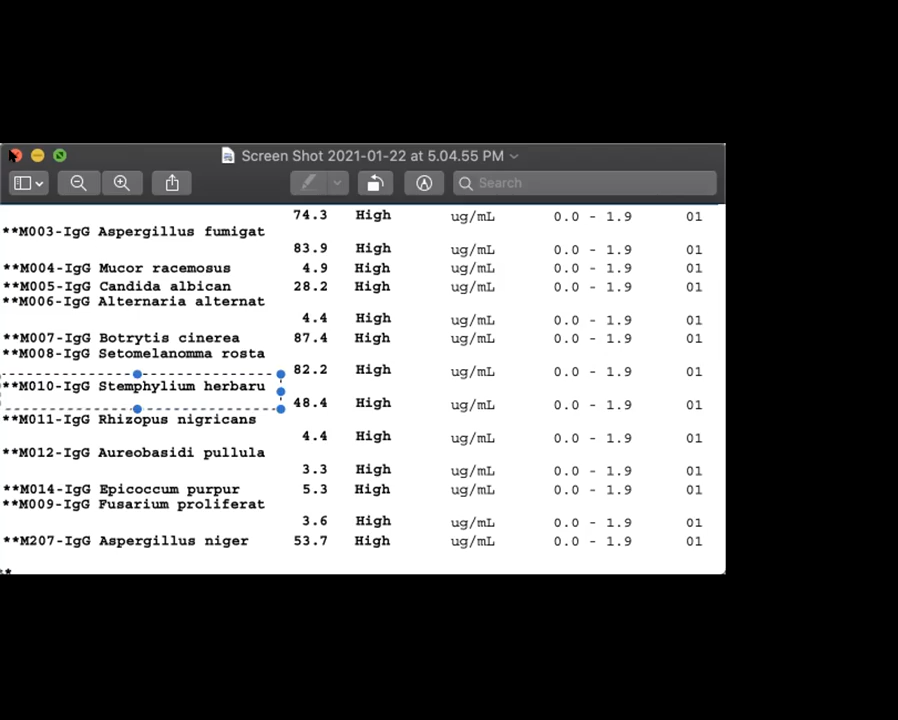 Screen Shot 2021-01-22 at 5.04.55 PM
Search
74.3 High ug/mL 0.0 - 1.9 01
**M003-IgG Aspergillus fumigat
83.9 High ug/mL 0.0 - 1.9 01
**M004-IgG Mucor racemosus 4.9 High ug/mL 0.0 - 1.9 01
**M005-IgG Candida albican 28.2 High ug/mL 0.0 - 1.9 01
**M006-IgG Alternaria alternat
4.4 High ug/mL 0.0 - 1.9 01
**M007-IgG Botrytis cinerea 87.4 High ug/mL 0.0 - 1.9 01
**M008-IgG Setomelanomma rosta
82.2 High ug/mL 0.0 - 1.9 01
**M010-IgG Stemphylium herbaru
48.4 High ug/mL 0.0 - 1.9 01
**M011-IgG Rhizopus nigricans
4.4 High ug/mL 0.0 - 1.9 01
**M012-IgG Aureobasidi pullula
3.3 High ug/mL 0.0 - 1.9 01
**M014-IgG Epicoccum purpur 5.3 High ug/mL 0.0 - 1.9 01
**M009-IgG Fusarium proliferat
3.6 High ug/mL 0.0 - 1.9 01
**M207-IgG Aspergillus niger 53.7 High ug/mL 0.0 - 1.9 01
**